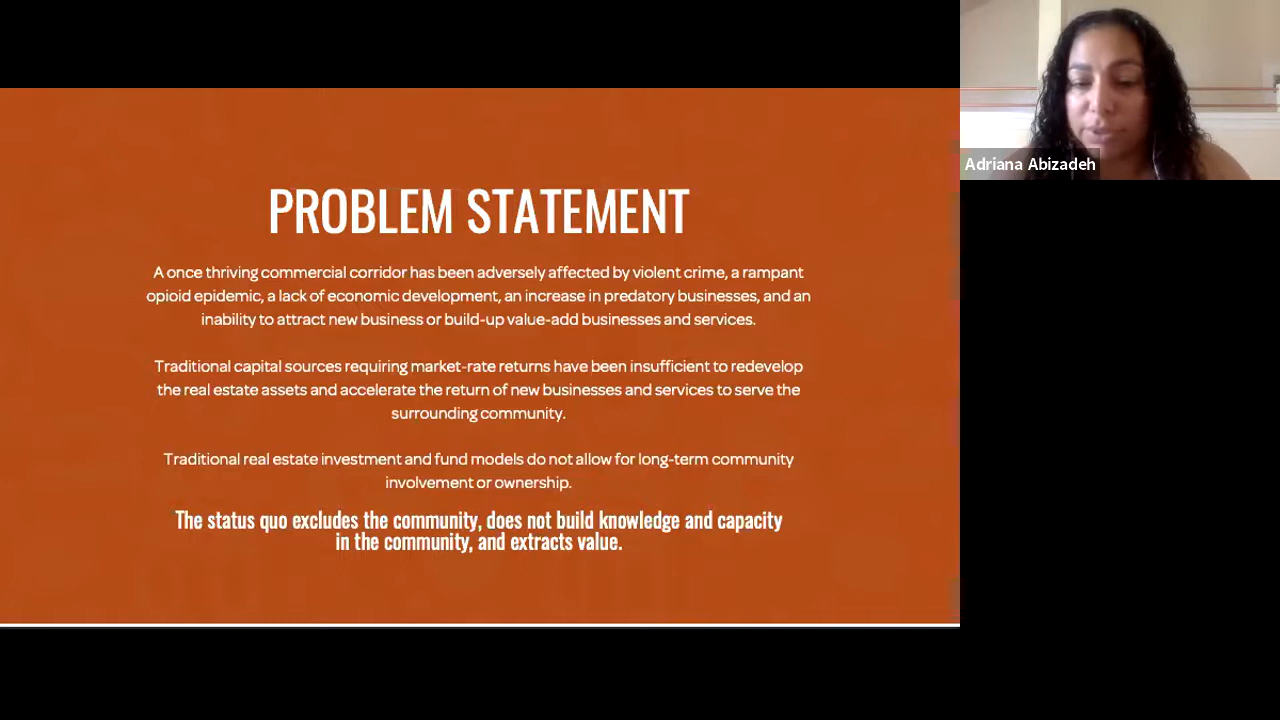 PROBLEM STATEMENT
A once thriving commercial corridor has been adversely affected by violent crime, a rampant
opioid epidemic, a lack of economic development, an increase in predatory businesses, and an
inability to attract new business or build-up value-add businesses and services.
Traditional capital sources requiring market-rate returns have been insufficient to redevelop
the real estate assets and accelerate the return of new businesses and services to serve the
surrounding community.
Traditional real estate investment and fund models do not allow for long-term community
involvement or ownership.
The status quo excludes the community, does not build knowledge and capacity
in the community, and extracts value.
Adriana Abizadeh